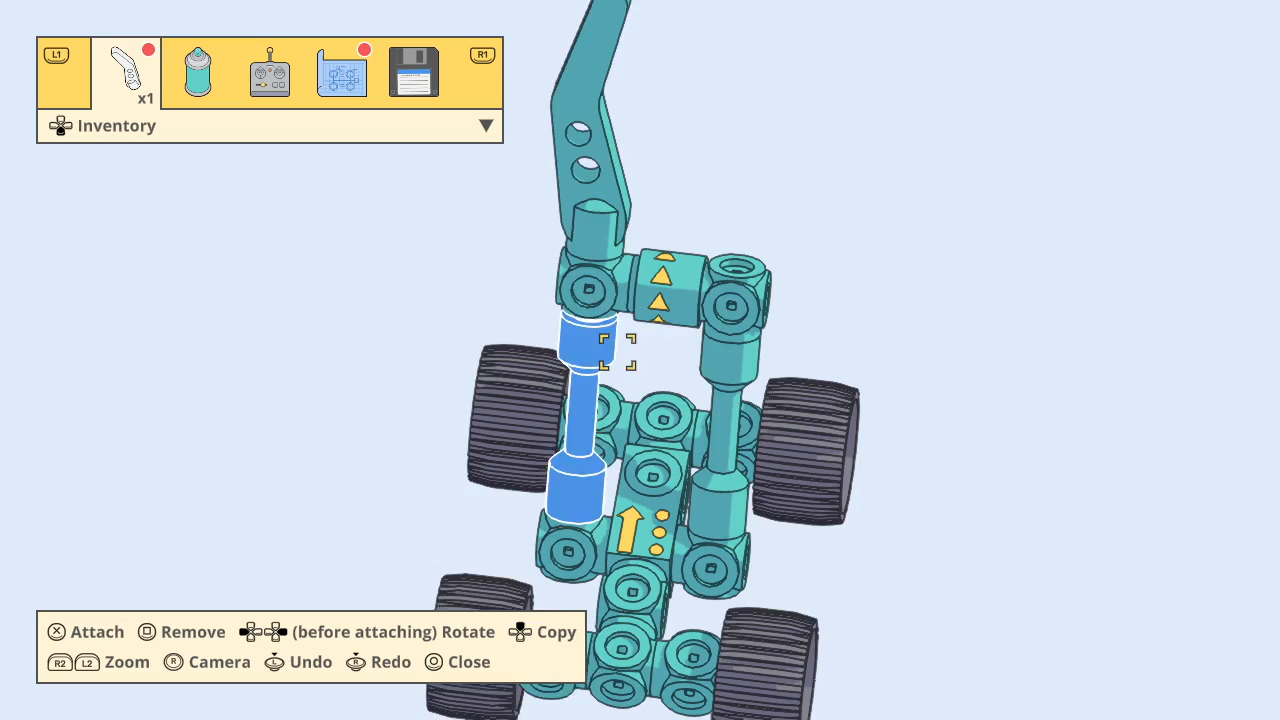 L1
R1
x1
Inventory
Attach Remove (before attaching) Rotate Copy
R2 L2 Zoom R Camera L Undo R Redo Close